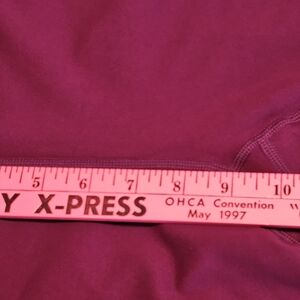 5 6 7 8 9 10
Y X-PRESS OHCA Convention
May 1997